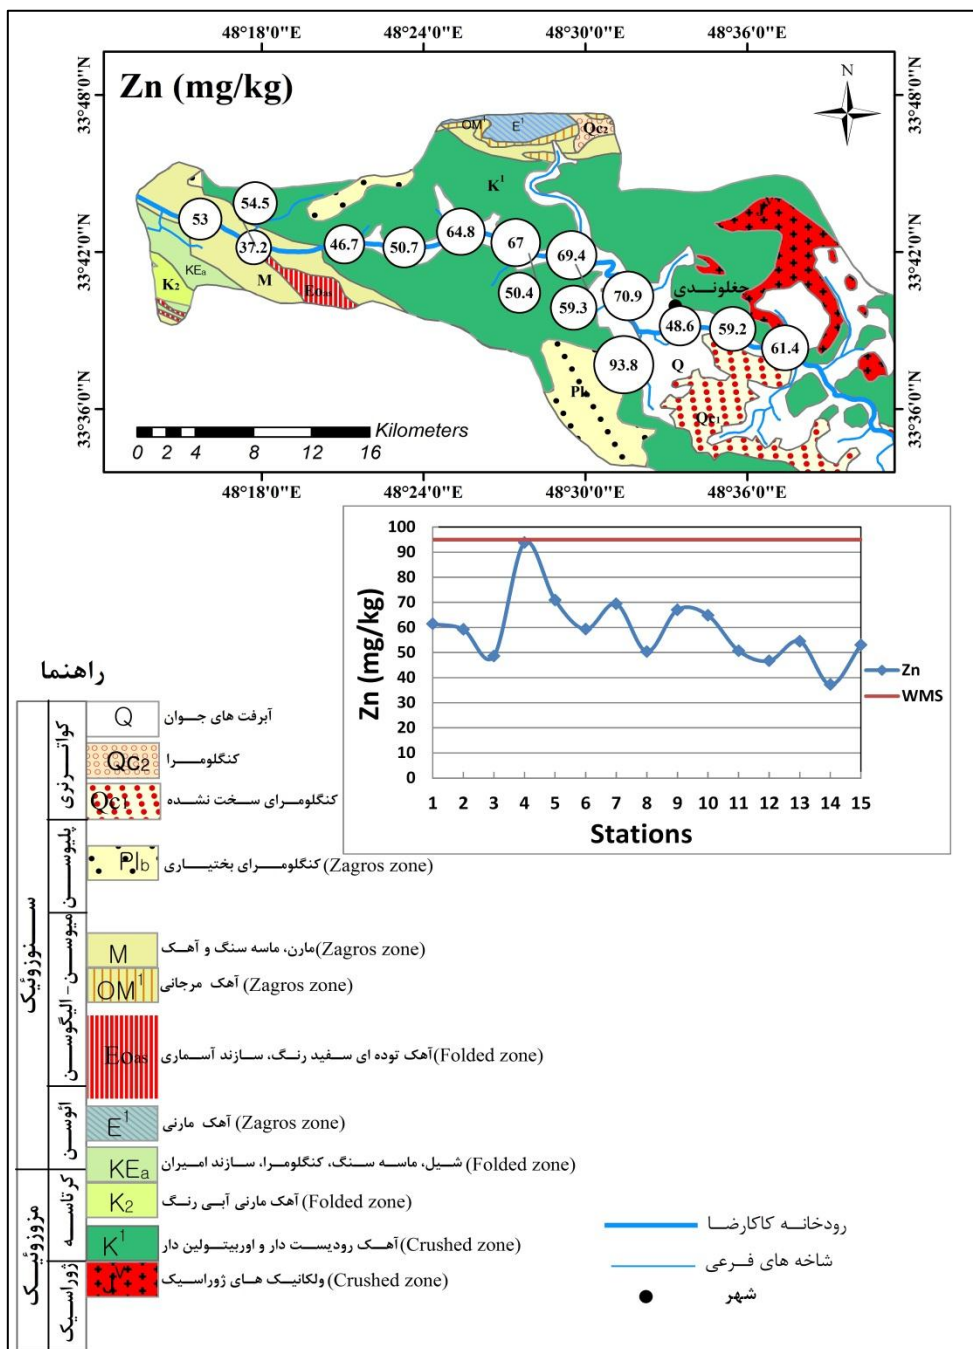 48°18'0"E 48°24'0"E 48°30'0"E 48°36'0"E
Zn (mg/kg)
N
33°48'0"N 33°48'0"N
33°42'0"N 33°42'0"N
33°36'0"N 33°36'0"N
OM¹ E¹ Qc₂
K¹
Jv
53 54.5 37.2 46.7 50.7 64.8 67 69.4
50.4 59.3 70.9
جغلوندی
48.6 59.2 61.4
93.8
KEa
K₂
M
Eoas
Q
Pl
Qc₁
Kilometers
0 2 4 8 12 16
48°18'0"E 48°24'0"E 48°30'0"E 48°36'0"E
100
90
80
70
60
50
40
30
20
10
0
Zn (mg/kg)
1 2 3 4 5 6 7 8 9 10 11 12 13 14 15
Stations
Zn
WMS
راهنما
سنوزوئیک
مزوزوئیک
کواترنری
پلیوسن
میوسن - الیگوسن
ائوسن
کرتاسه
ژوراسیک
Q آبرفت های جوان
Qc2 کنگلومرا
Qc1 کنگلومرای سخت نشده
Plb کنگلومرای بختیاری (Zagros zone)
M مارن، ماسه سنگ و آهک (Zagros zone)
OM¹ آهک مرجانی (Zagros zone)
Eoas آهک توده ای سفید رنگ، سازند آسماری (Folded zone)
E¹ آهک مارنی (Zagros zone)
KEa شیل، ماسه سنگ، کنگلومرا، سازند امیران (Folded zone)
K2 آهک مارنی آبی رنگ (Folded zone)
K¹ آهک رودیست دار و اوربیتولین دار (Crushed zone)
Jv ولکانیک های ژوراسیک (Crushed zone)
رودخانه کاکارضا
شاخه های فرعی
شهر